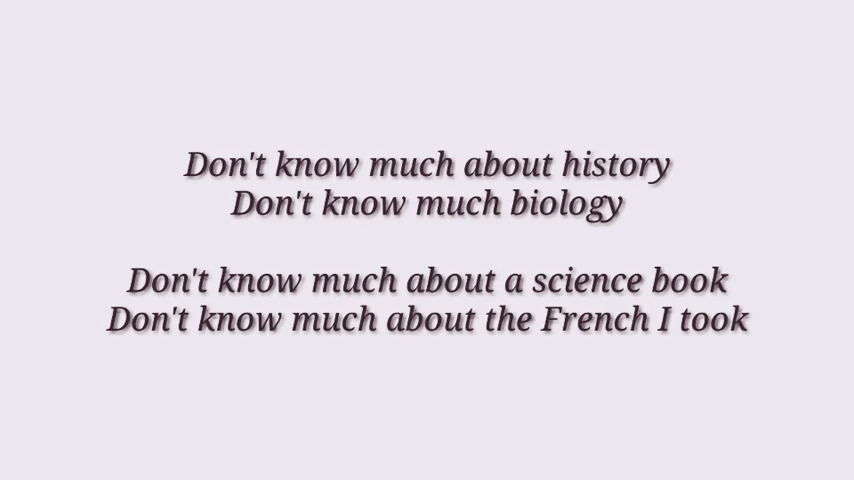 Don't know much about history
Don't know much biology
Don't know much about a science book
Don't know much about the French I took